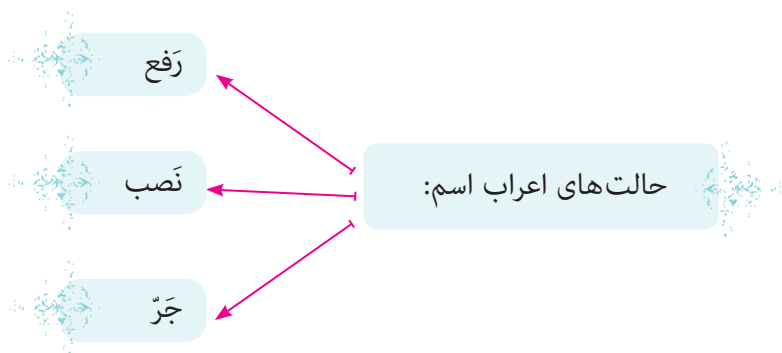 حالت‌های اعراب اسم:
رَفع
نَصب
جَرّ